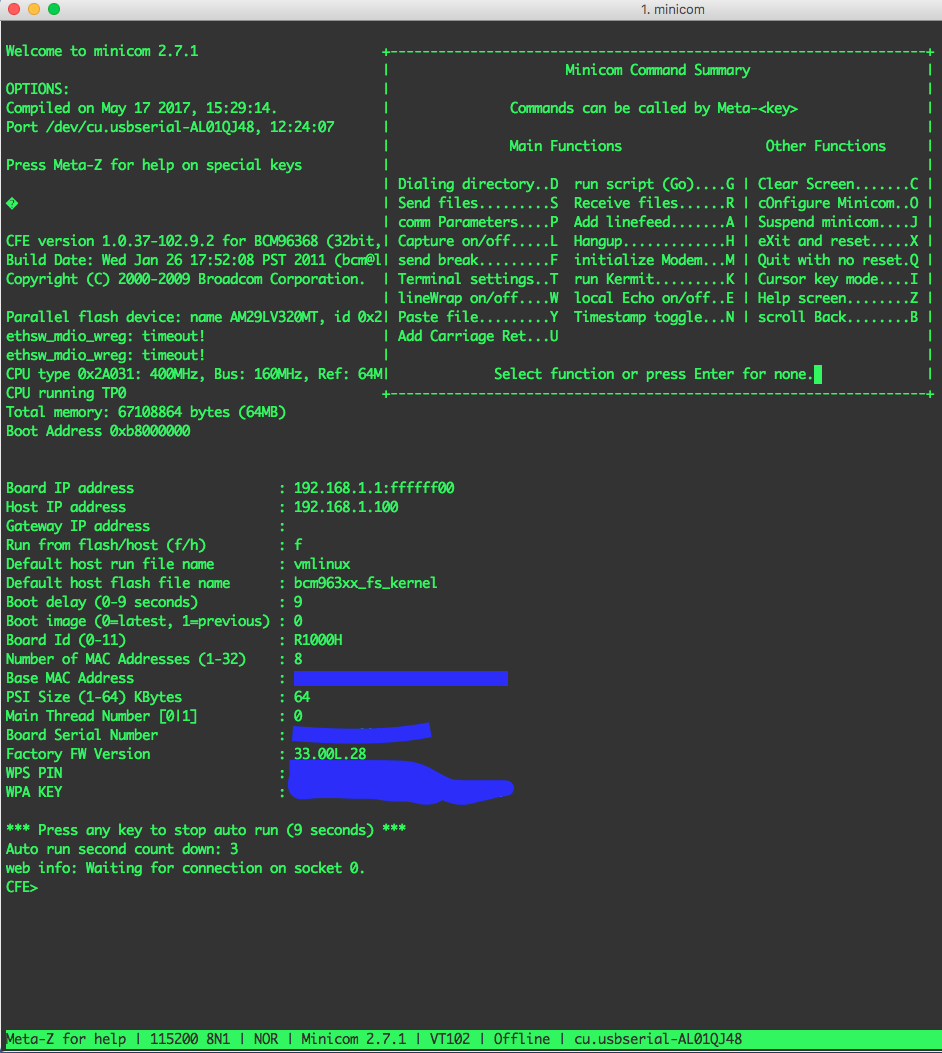 1. minicom
Welcome to minicom 2.7.1
OPTIONS:
Compiled on May 17 2017, 15:29:14.
Port /dev/cu.usbserial-AL01QJ48, 12:24:07
Press Meta-Z for help on special keys
�
CFE version 1.0.37-102.9.2 for BCM96368 (32bit,
Build Date: Wed Jan 26 17:52:08 PST 2011 (bcm@l
Copyright (C) 2000-2009 Broadcom Corporation.
Parallel flash device: name AM29LV320MT, id 0x2
ethsw_mdio_wreg: timeout!
ethsw_mdio_wreg: timeout!
CPU type 0x2A031: 400MHz, Bus: 160MHz, Ref: 64M
CPU running TP0
Total memory: 67108864 bytes (64MB)
Boot Address 0xb8000000
Minicom Command Summary
Commands can be called by Meta-<key>
Main Functions Other Functions
Dialing directory..D run script (Go)....G | Clear Screen.......C
Send files.........S Receive files......R | cOnfigure Minicom..O
comm Parameters....P Add linefeed.......A | Suspend minicom....J
Capture on/off.....L Hangup.............H | eXit and reset.....X
send break.........F initialize Modem...M | Quit with no reset.Q
Terminal settings..T run Kermit.........K | Cursor key mode....I
lineWrap on/off....W local Echo on/off..E | Help screen........Z
Paste file.........Y Timestamp toggle...N | scroll Back........B
Add Carriage Ret...U
Select function or press Enter for none.
Board IP address : 192.168.1.1:ffffff00
Host IP address : 192.168.1.100
Gateway IP address :
Run from flash/host (f/h) : f
Default host run file name : vmlinux
Default host flash file name : bcm963xx_fs_kernel
Boot delay (0-9 seconds) : 9
Boot image (0=latest, 1=previous) : 0
Board Id (0-11) : R1000H
Number of MAC Addresses (1-32) : 8
Base MAC Address :
PSI Size (1-64) KBytes : 64
Main Thread Number [0|1] : 0
Board Serial Number :
Factory FW Version : 33.00L.28
WPS PIN :
WPA KEY :
*** Press any key to stop auto run (9 seconds) ***
Auto run second count down: 3
web info: Waiting for connection on socket 0.
CFE>
Meta-Z for help | 115200 8N1 | NOR | Minicom 2.7.1 | VT102 | Offline | cu.usbserial-AL01QJ48